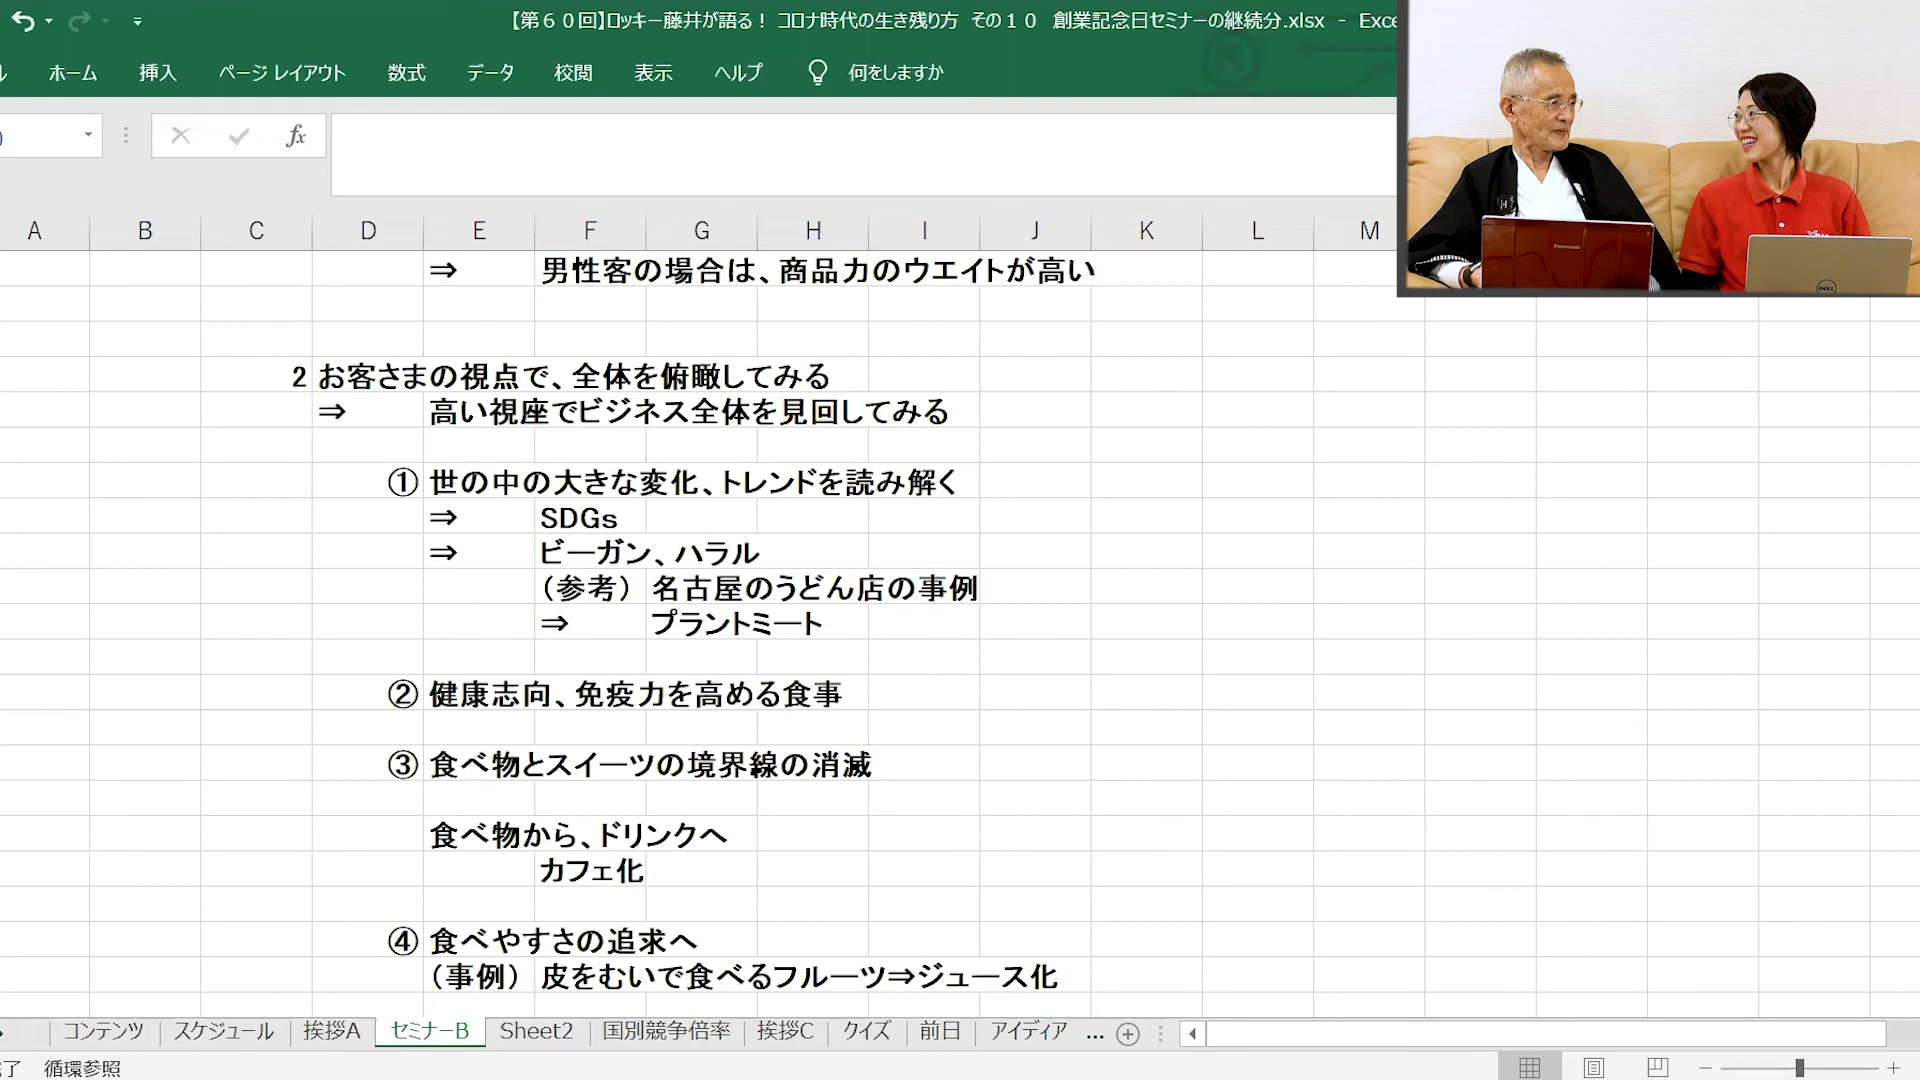 【第６０回】ロッキー藤井が語る！ コロナ時代の生き残り方 その１０ 創業記念日セミナーの継続分.xlsx - Exce
ホーム 挿入 ページ レイアウト 数式 データ 校閲 表示 ヘルプ 何をしますか
fx
A B C D E F G H I J K L M
⇒ 男性客の場合は、商品力のウエイトが高い
2 お客さまの視点で、全体を俯瞰してみる
⇒ 高い視座でビジネス全体を見回してみる
① 世の中の大きな変化、トレンドを読み解く
⇒ SDGs
⇒ ビーガン、ハラル
（参考） 名古屋のうどん店の事例
⇒ プラントミート
② 健康志向、免疫力を高める食事
③ 食べ物とスイーツの境界線の消滅
食べ物から、ドリンクへ
カフェ化
④ 食べやすさの追求へ
（事例） 皮をむいで食べるフルーツ⇒ジュース化
コンテンツ スケジュール 挨拶A セミナーB Sheet2 国別競争倍率 挨拶C クイズ 前日 アイディア ...
了 循環参照
Panasonic
DELL